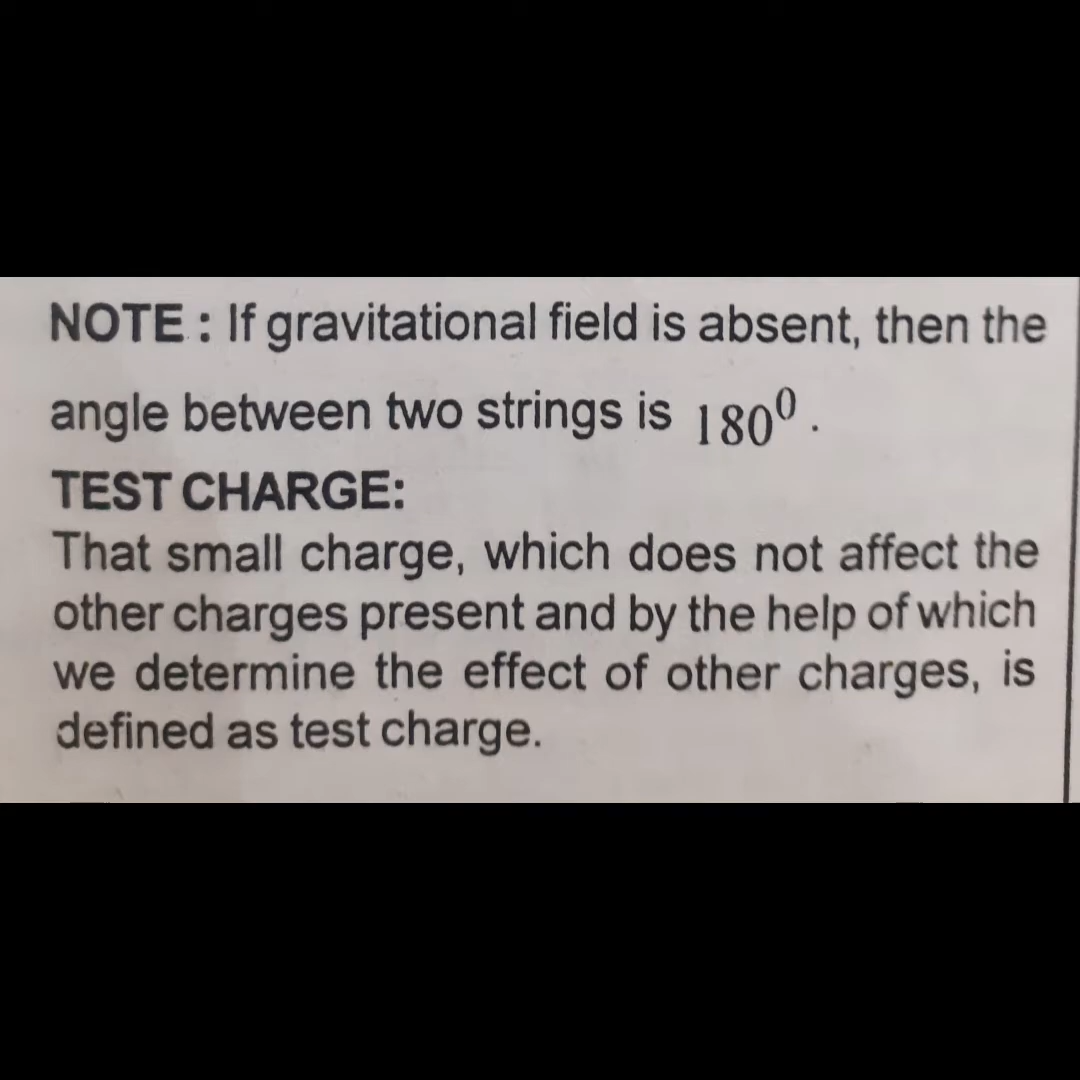 NOTE : If gravitational field is absent, then the
angle between two strings is 180⁰ .
TEST CHARGE:
That small charge, which does not affect the
other charges present and by the help of which
we determine the effect of other charges, is
defined as test charge.